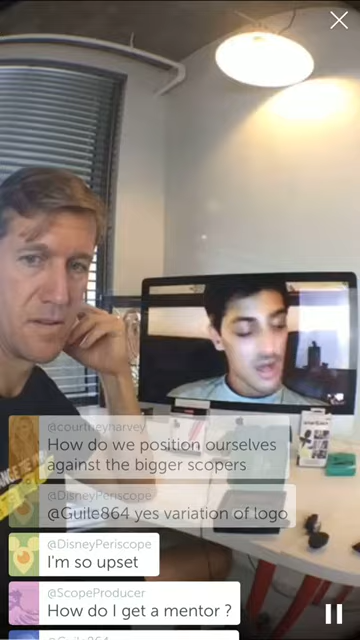 @courtneyharvey
How do we position ourselves
against the bigger scopers
@DisneyPeriscope
@Guile864 yes variation of logo
@DisneyPeriscope
I'm so upset
@ScopeProducer
How do I get a mentor ?
@Guile864